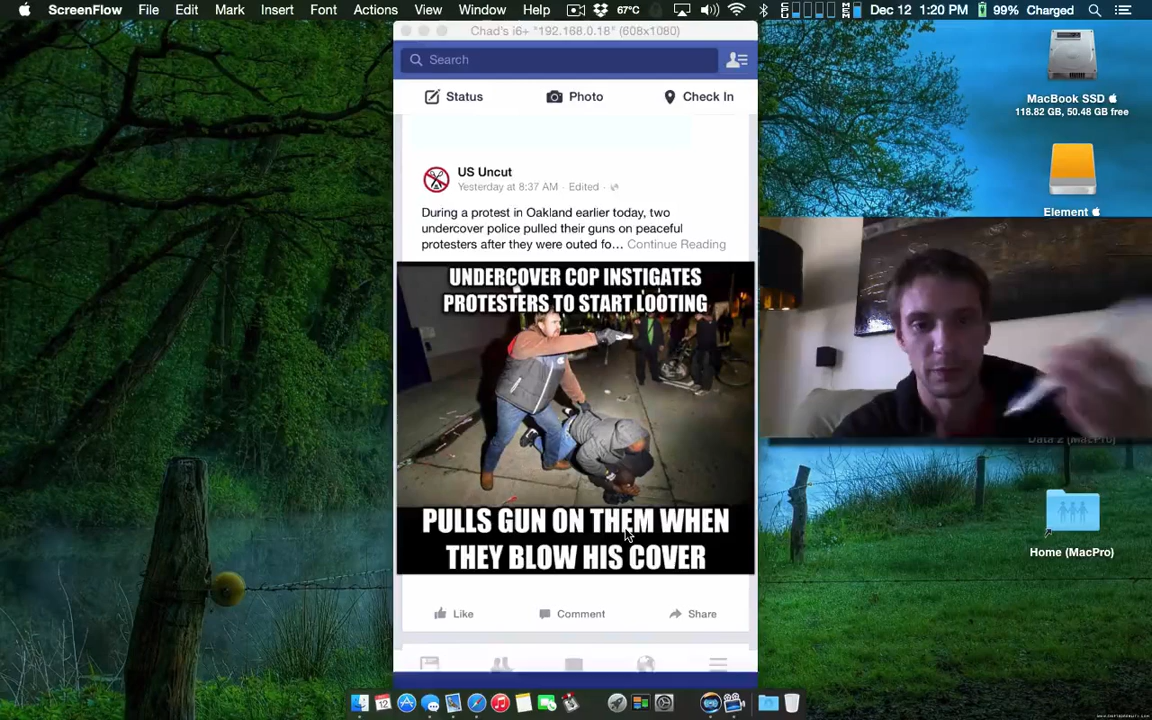 ScreenFlow File Edit Mark Insert Font Actions View Window Help 67°C Dec 12 1:20 PM 99% Charged
Chad's i6+ "192.168.0.18" (608x1080)
Search
Status Photo Check In
MacBook SSD
118.82 GB, 50.48 GB free
US Uncut
Yesterday at 8:37 AM · Edited ·
During a protest in Oakland earlier today, two
undercover police pulled their guns on peaceful
protesters after they were outed fo... Continue Reading
Element
UNDERCOVER COP INSTIGATES
PROTESTERS TO START LOOTING
PULLS GUN ON THEM WHEN
THEY BLOW HIS COVER
Data 2 (MacPro)
Home (MacPro)
Like Comment Share
12